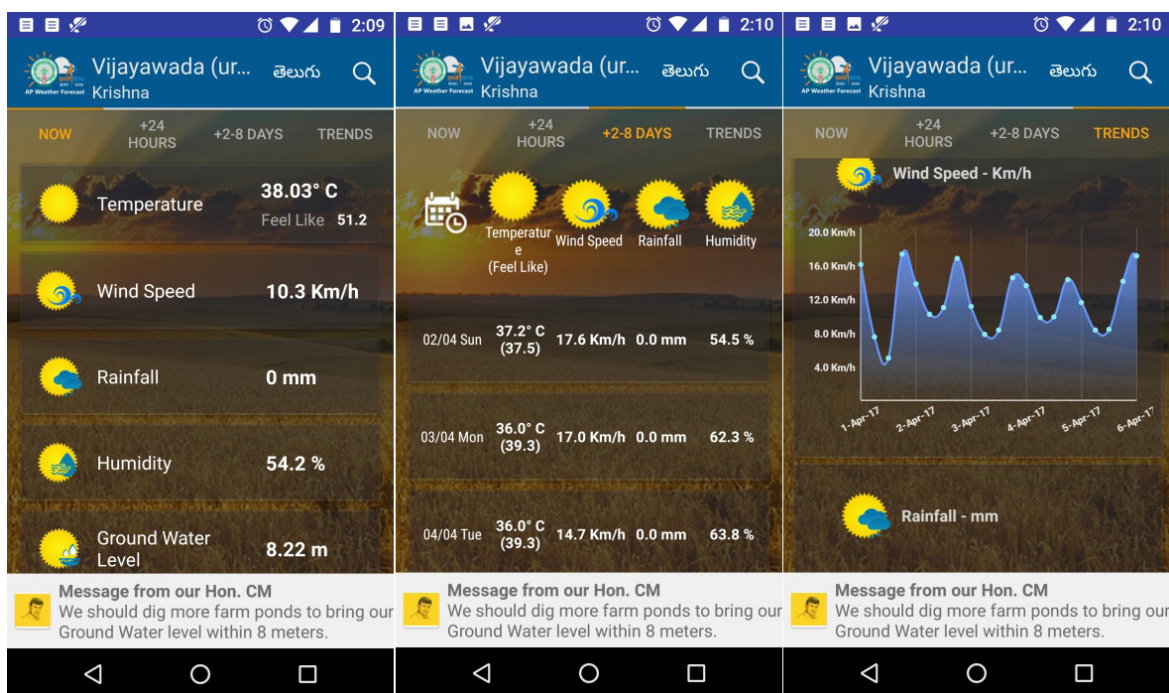 2:09
Vijayawada (ur...
తెలుగు
AP Weather Forecast
Krishna
NOW
+24
HOURS
+2-8 DAYS
TRENDS
Temperature
38.03° C
Feel Like 51.2
Wind Speed
10.3 Km/h
Rainfall
0 mm
Humidity
54.2 %
Ground Water
Level
8.22 m
Message from our Hon. CM
We should dig more farm ponds to bring our
Ground Water level within 8 meters.
2:10
Vijayawada (ur...
తెలుగు
AP Weather Forecast
Krishna
NOW
+24
HOURS
+2-8 DAYS
TRENDS
Temperatur
e
(Feel Like)
Wind Speed
Rainfall
Humidity
02/04 Sun
37.2° C
(37.5)
17.6 Km/h
0.0 mm
54.5 %
03/04 Mon
36.0° C
(39.3)
17.0 Km/h
0.0 mm
62.3 %
04/04 Tue
36.0° C
(39.3)
14.7 Km/h
0.0 mm
63.8 %
Message from our Hon. CM
We should dig more farm ponds to bring our
Ground Water level within 8 meters.
2:10
Vijayawada (ur...
తెలుగు
AP Weather Forecast
Krishna
NOW
+24
HOURS
+2-8 DAYS
TRENDS
Wind Speed - Km/h
20.0 Km/h
16.0 Km/h
12.0 Km/h
8.0 Km/h
4.0 Km/h
1-Apr-17
2-Apr-17
3-Apr-17
4-Apr-17
5-Apr-17
6-Apr-17
Rainfall - mm
Message from our Hon. CM
We should dig more farm ponds to bring our
Ground Water level within 8 meters.